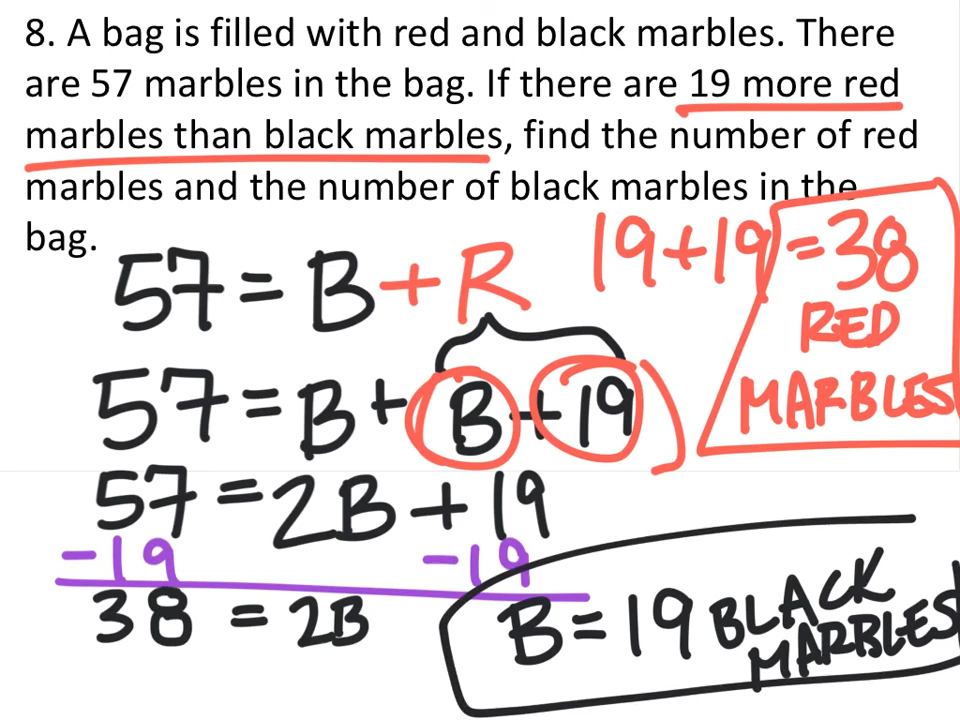 8. A bag is filled with red and black marbles. There
are 57 marbles in the bag. If there are 19 more red
marbles than black marbles, find the number of red
marbles and the number of black marbles in the
bag.
19+19=38
RED
MARBLES
57=B+R
57=B+(B+19)
57=2B+19
-19 -19
38=2B
B=19 BLACK
MARBLES